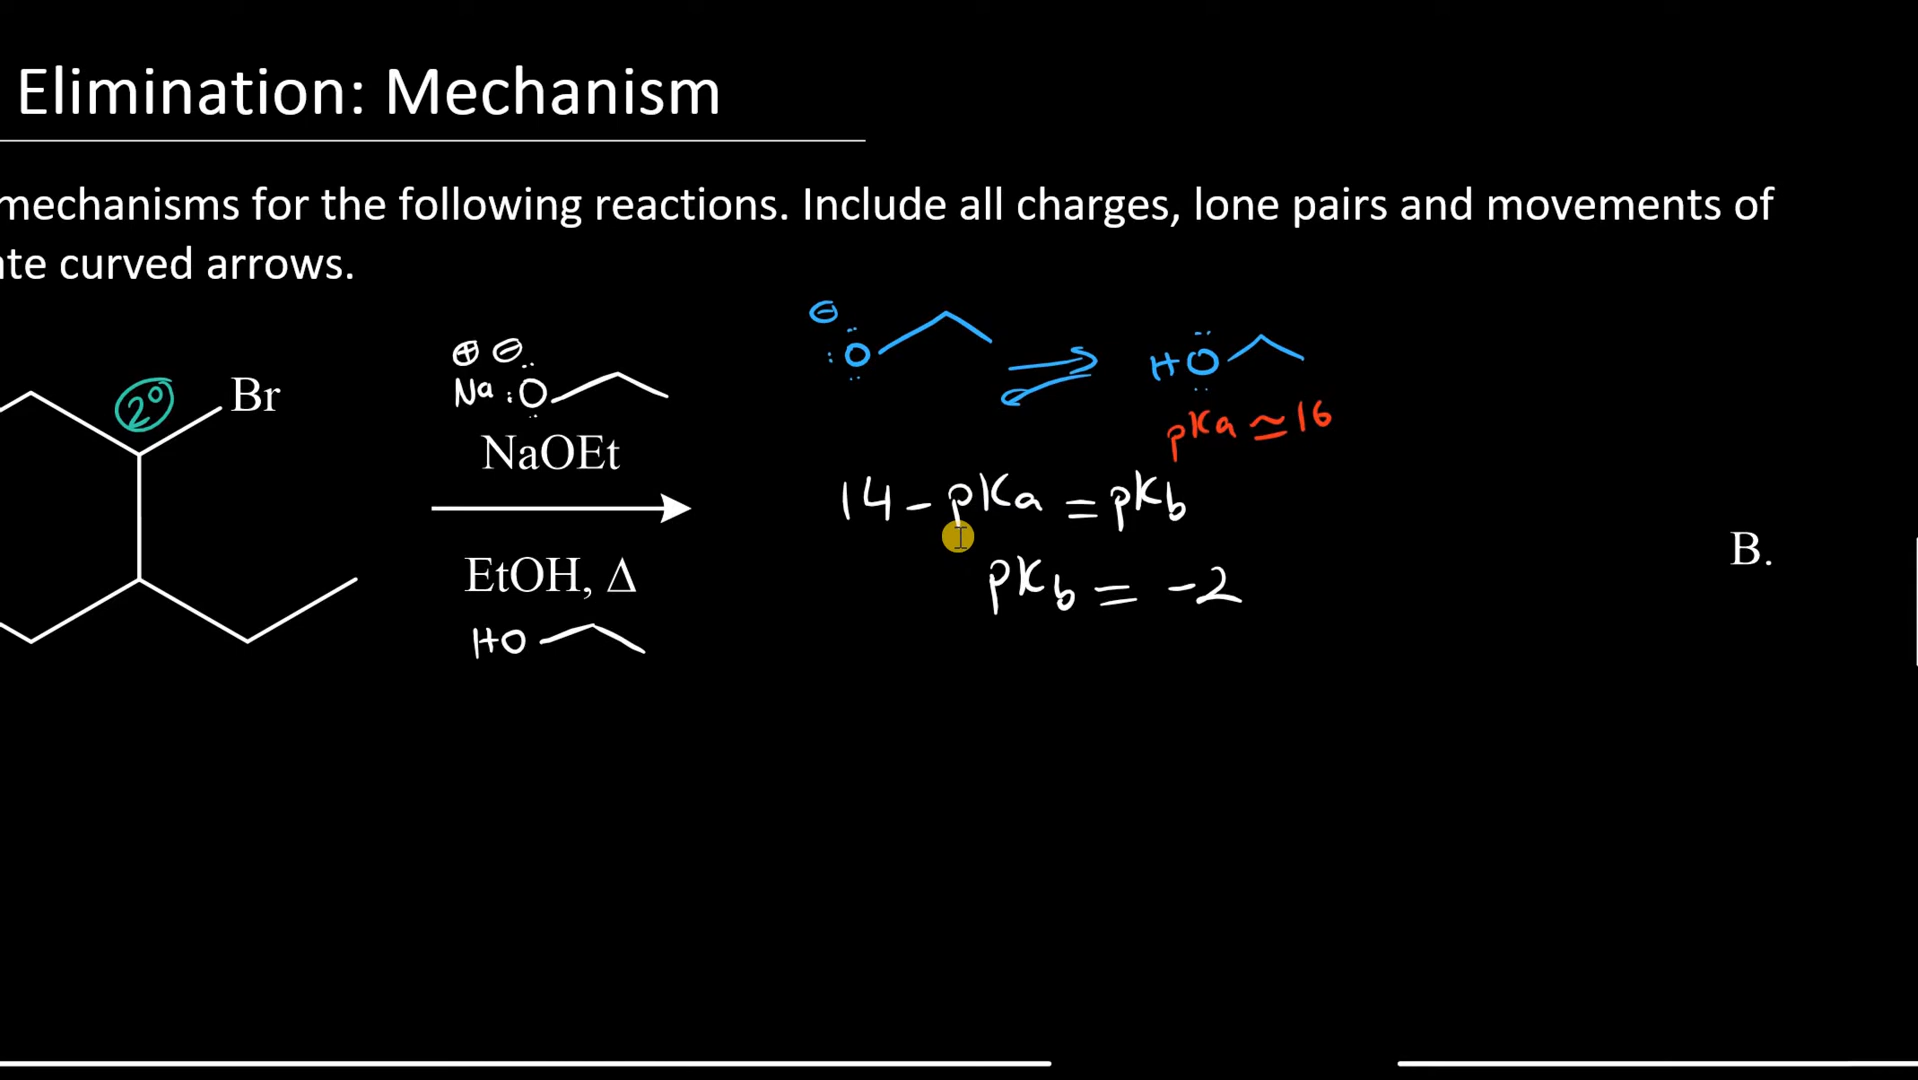 Elimination: Mechanism
mechanisms for the following reactions. Include all charges, lone pairs and movements of
ate curved arrows.
2° Br
⊕ ⊖
Na :O
NaOEt
EtOH, Δ
HO
⊖
:O
HO
pKa ≃ 16
14 - pKa = pKb
pKb = -2
B.